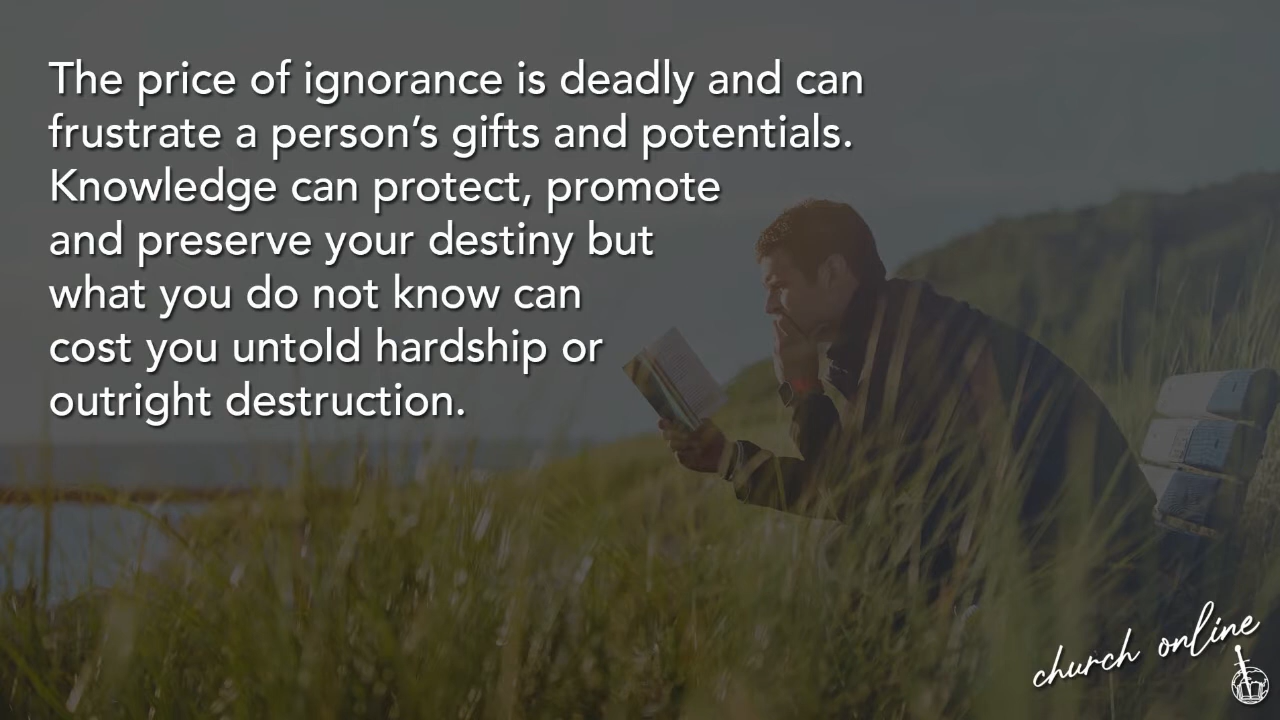 The price of ignorance is deadly and can
frustrate a person’s gifts and potentials.
Knowledge can protect, promote
and preserve your destiny but
what you do not know can
cost you untold hardship or
outright destruction.
church online